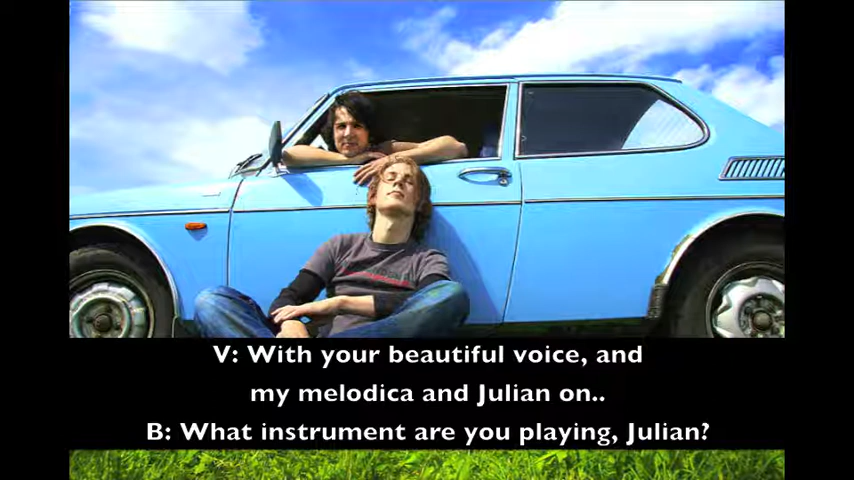 V: With your beautiful voice, and
my melodica and Julian on..
B: What instrument are you playing, Julian?